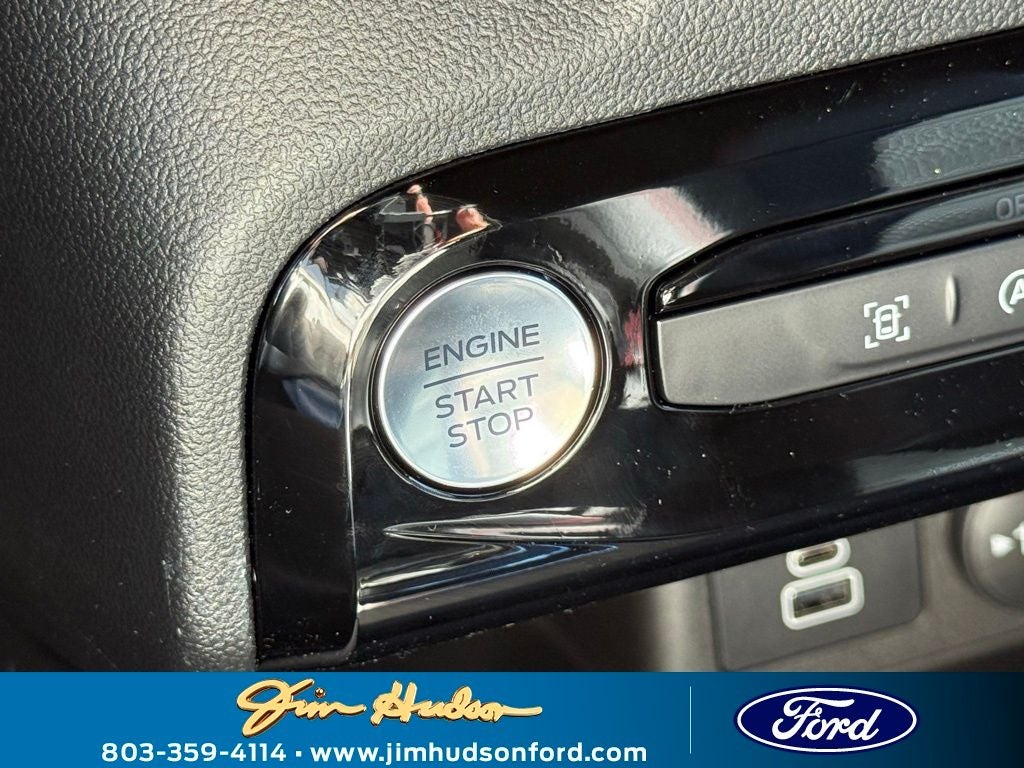 ENGINE
START
STOP
Jim Hudson
803-359-4114 • www.jimhudsonford.com
Ford